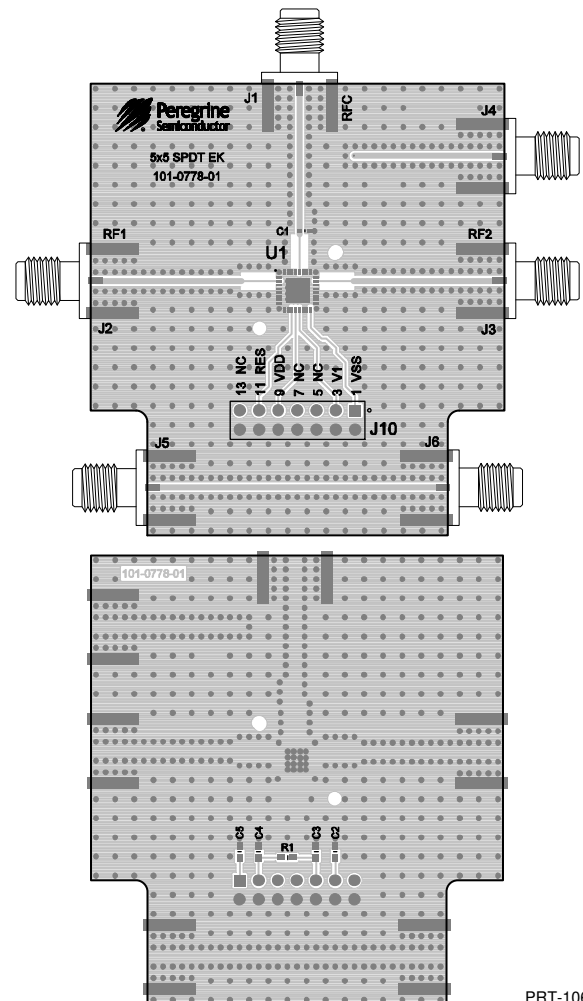 J1
RFC
Peregrine
Semiconductor
J4
5x5 SPDT EK
101-0778-01
C1
RF1
U1
RF2
J2
J3
13 NC
11 RES
9 VDD
7 NC
5 NC
3 V1
1 VSS
J10
J5
J6
101-0778-01
C5
C4
R1
C3
C2